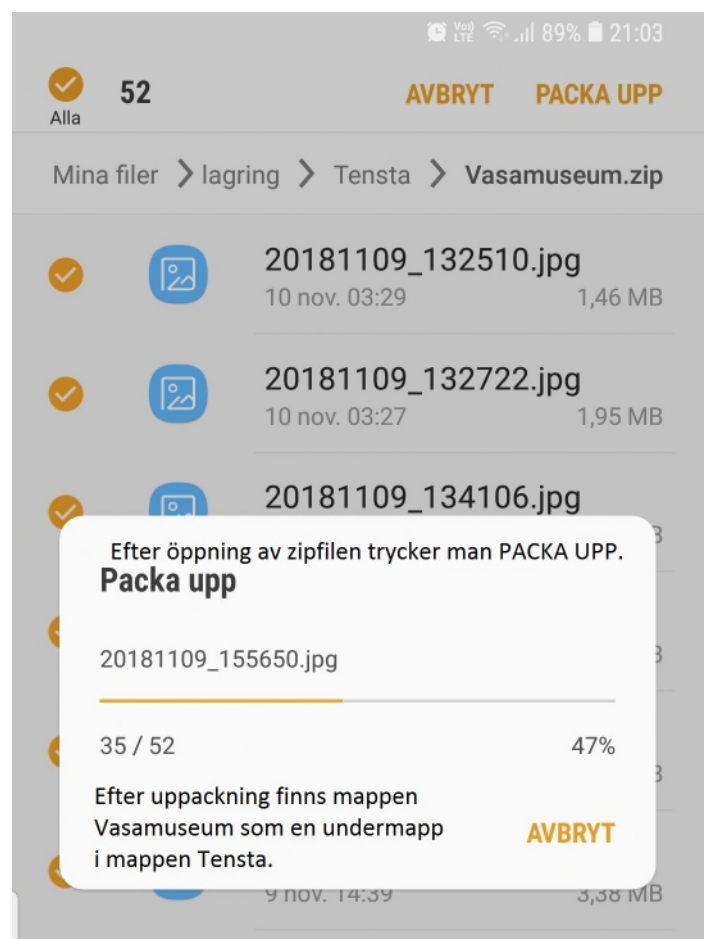 Voı)) LTE 89% 21:03
52 AVBRYT PACKA UPP
Alla
Mina filer lagring Tensta Vasamuseum.zip
20181109_132510.jpg
10 nov. 03:29 1,46 MB
20181109_132722.jpg
10 nov. 03:27 1,95 MB
20181109_134106.jpg
Efter öppning av zipfilen trycker man PACKA UPP.
Packa upp
20181109_155650.jpg
35 / 52 47%
Efter uppackning finns mappen
Vasamuseum som en undermapp
i mappen Tensta.
AVBRYT
9 nov. 14:39 3,38 MB